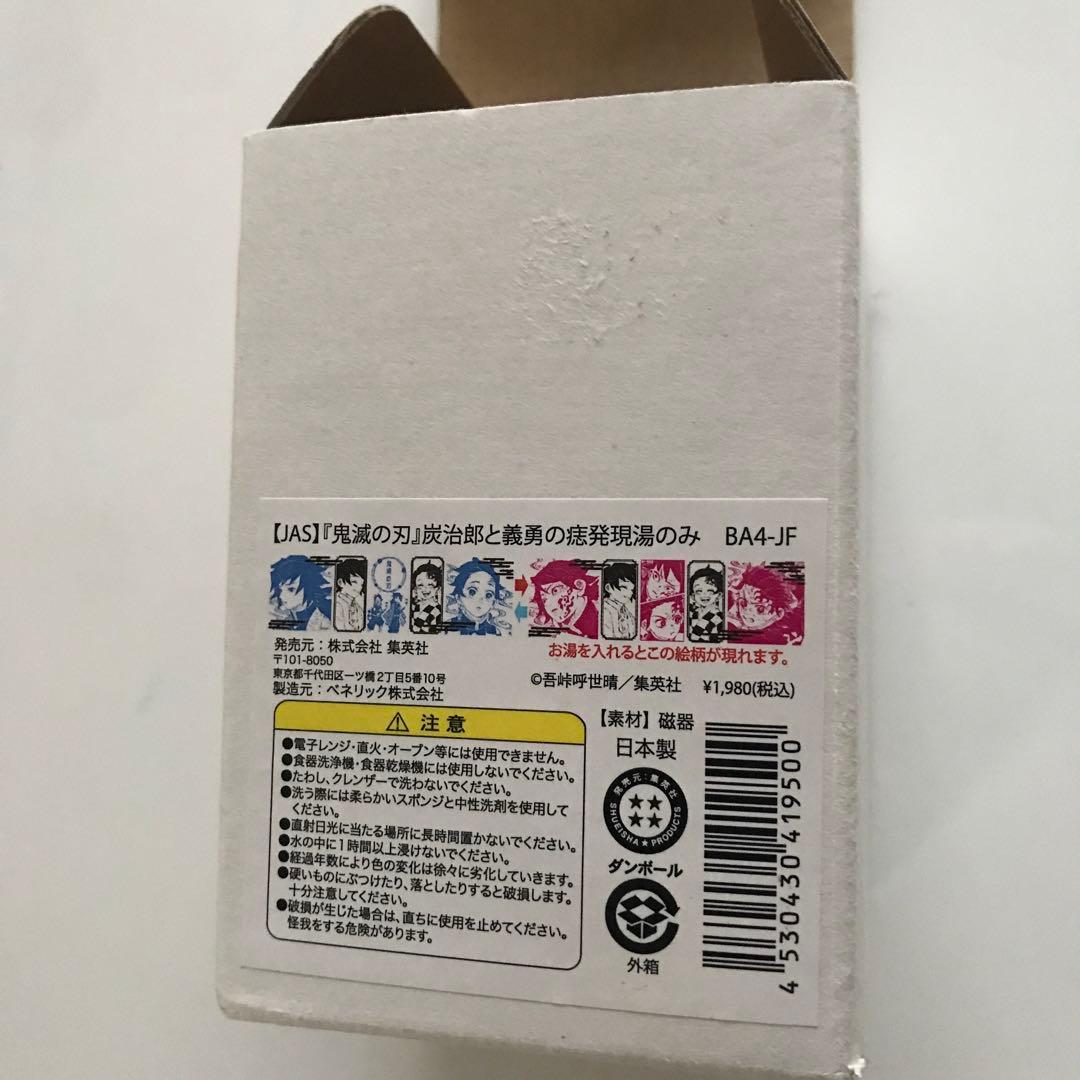 【JAS】『鬼滅の刃』炭治郎と義勇の痣発現湯のみ BA4-JF
鬼滅の刃
発売元：株式会社 集英社
〒101-8050
東京都千代田区一ツ橋2丁目5番10号
製造元：ベネリック株式会社
お湯を入れるとこの絵柄が現れます。
©吾峠呼世晴／集英社 ¥1,980(税込)
⚠ 注意
●電子レンジ・直火・オーブン等には使用できません。
●食器洗浄機・食器乾燥機には使用しないでください。
●たわし、クレンザーで洗わないでください。
●洗う際には柔らかいスポンジと中性洗剤を使用して
ください。
●直射日光に当たる場所に長時間置かないでください。
●水の中に1時間以上浸けないでください。
●経過年数により色の変化は徐々に劣化していきます。
●硬いものにぶつけたり、落としたりすると破損します。
十分注意してください。
●破損が生じた場合は、直ちに使用を止めてください。
怪我をする危険があります。
【素材】磁器
日本製
発売元：集英社
SHUEISHA★PRODUCTS
ダンボール
外箱
4 530430 419500